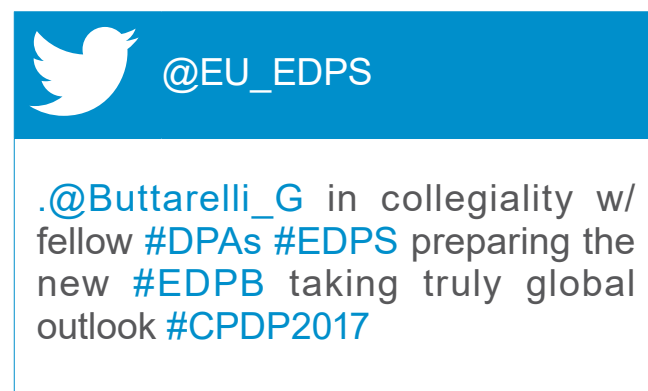 @EU_EDPS
.@Buttarelli_G in collegiality w/
fellow #DPAs #EDPS preparing the
new #EDPB taking truly global
outlook #CPDP2017